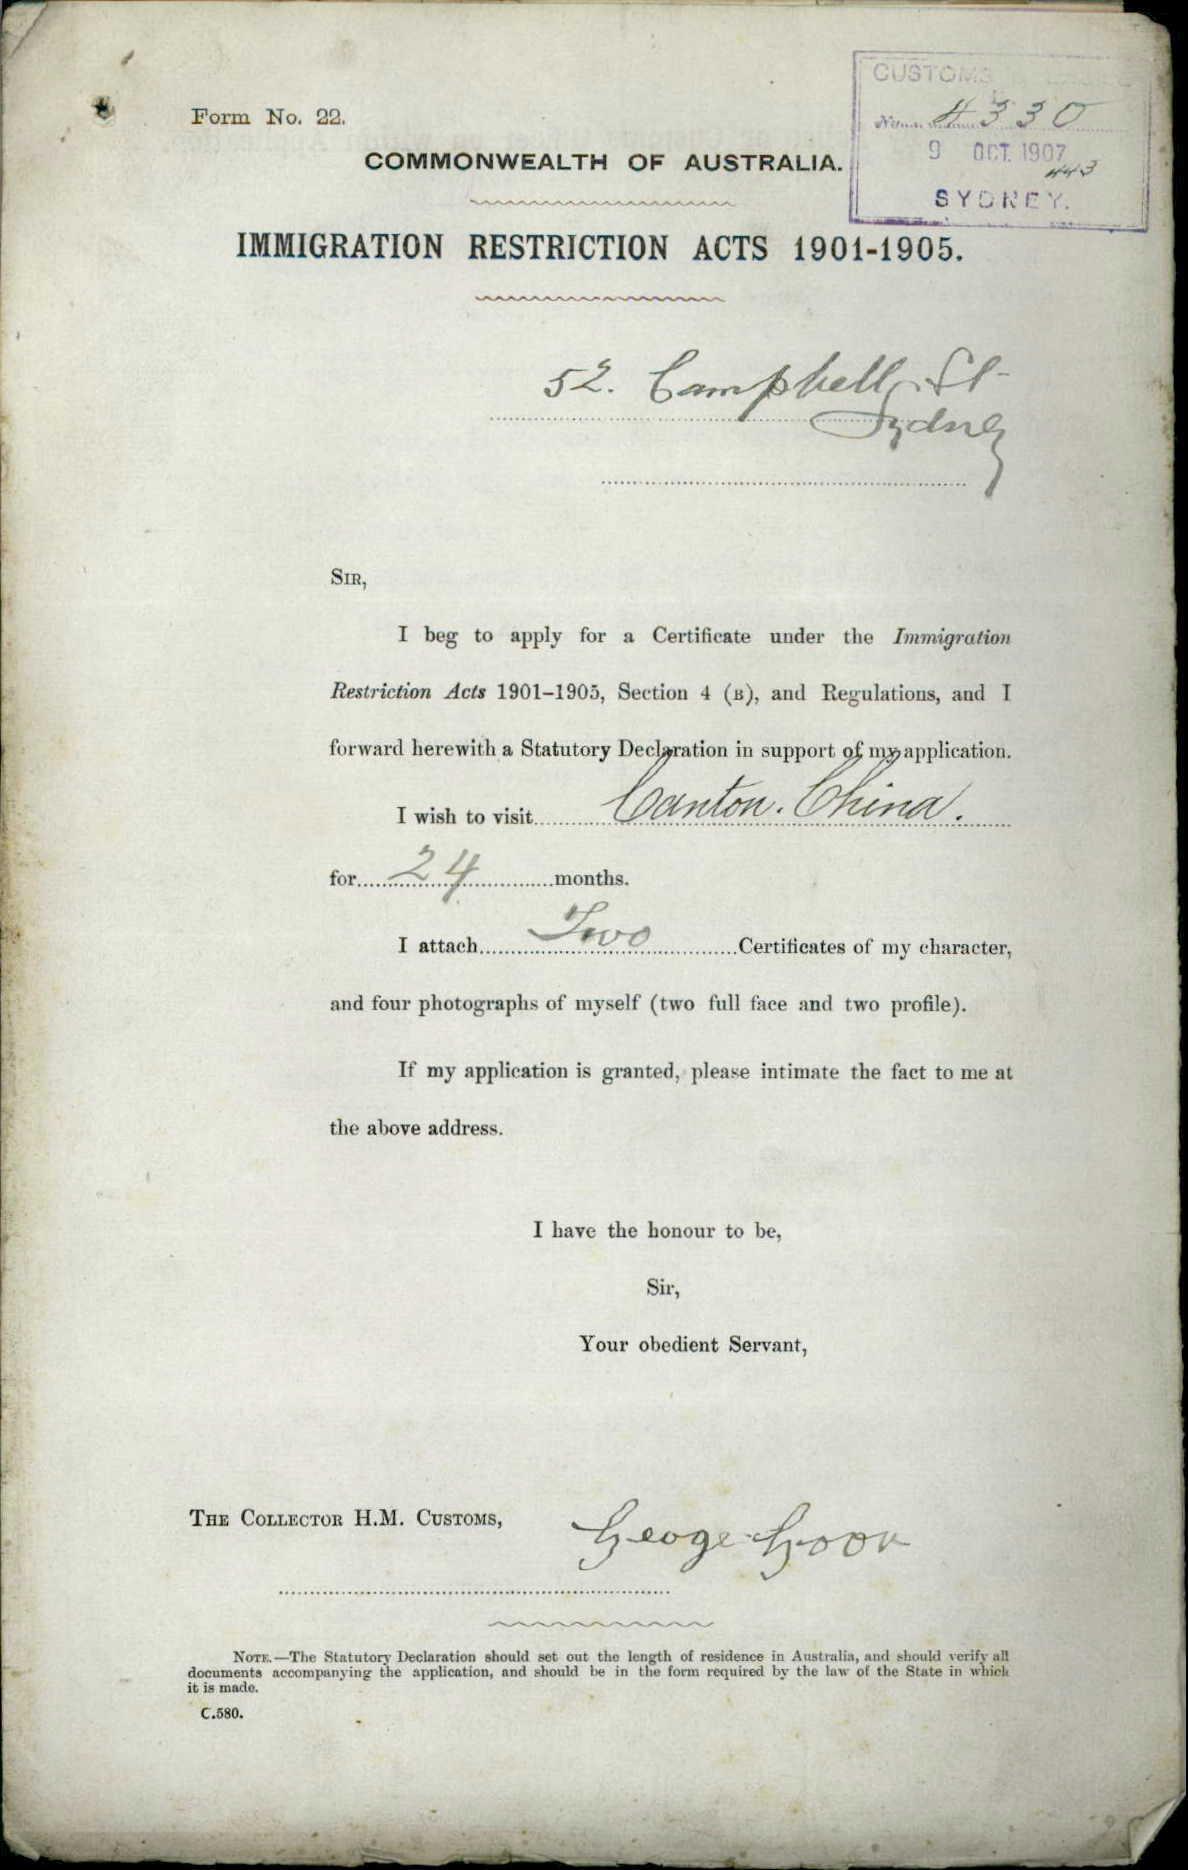 Form No. 22.
CUSTOMS
4330
9 OCT. 1907
443
SYDNEY.
COMMONWEALTH OF AUSTRALIA.
IMMIGRATION RESTRICTION ACTS 1901-1905.
52. Campbell St
Sydney
SIR,
I beg to apply for a Certificate under the Immigration
Restriction Acts 1901–1905, Section 4 (B), and Regulations, and I
forward herewith a Statutory Declaration in support of my application.
I wish to visit Canton. China.
for 24 months.
I attach Two Certificates of my character,
and four photographs of myself (two full face and two profile).
If my application is granted, please intimate the fact to me at
the above address.
I have the honour to be,
Sir,
Your obedient Servant,
THE COLLECTOR H.M. CUSTOMS,
Geoge
NOTE.—The Statutory Declaration should set out the length of residence in Australia, and should verify all
documents accompanying the application, and should be in the form required by the law of the State in which
it is made.
C.580.